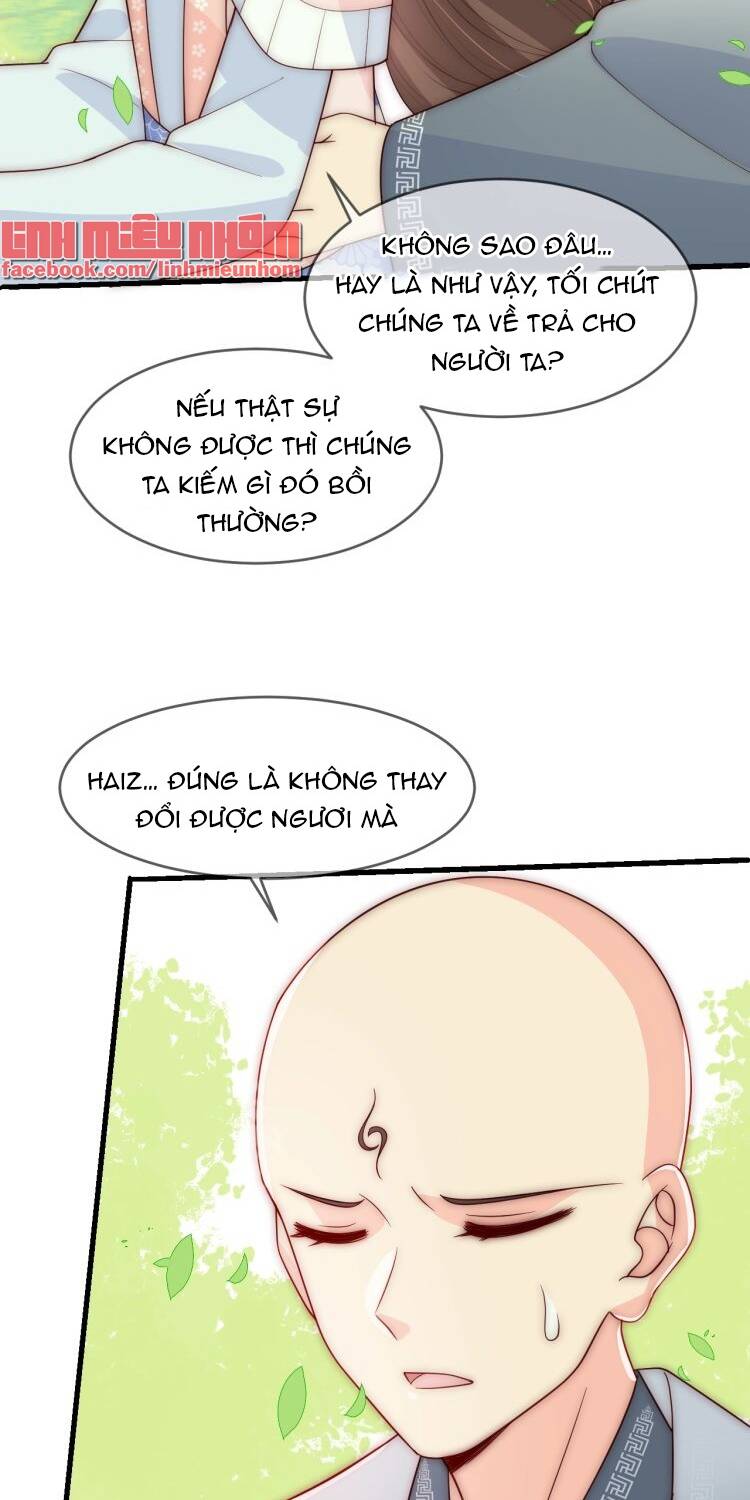 LINH MIÊU NHÓM
facebook.com/linhmieunhom
KHÔNG SAO ĐÂU...
HAY LÀ NHƯ VẬY, TỐI CHÚT
CHÚNG TA VỀ TRẢ CHO
NGƯỜI TA?
NẾU THẬT SỰ
KHÔNG ĐƯỢC THÌ CHÚNG
TA KIẾM GÌ ĐÓ BỒI
THƯỜNG?
HAIZ... ĐÚNG LÀ KHÔNG THAY
ĐỔI ĐƯỢC NGƯƠI MÀ